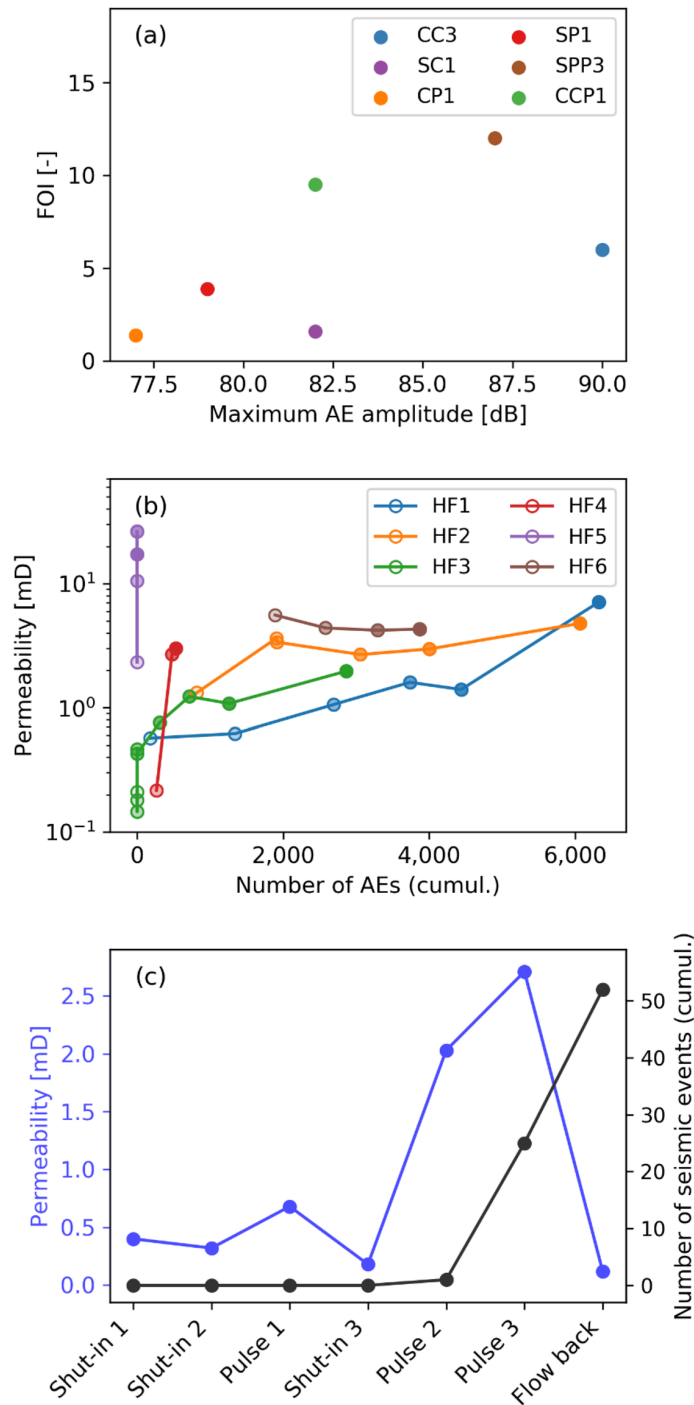 (a)
CC3
SC1
CP1
SP1
SPP3
CCP1
15
10
5
0
FOI [-]
77.5 80.0 82.5 85.0 87.5 90.0
Maximum AE amplitude [dB]
(b)
HF1
HF2
HF3
HF4
HF5
HF6
10¹
10⁰
10⁻¹
Permeability [mD]
0 2,000 4,000 6,000
Number of AEs (cumul.)
(c)
2.5
2.0
1.5
1.0
0.5
0.0
Permeability [mD]
50
40
30
20
10
0
Number of seismic events (cumul.)
Shut-in 1
Shut-in 2
Pulse 1
Shut-in 3
Pulse 2
Pulse 3
Flow back